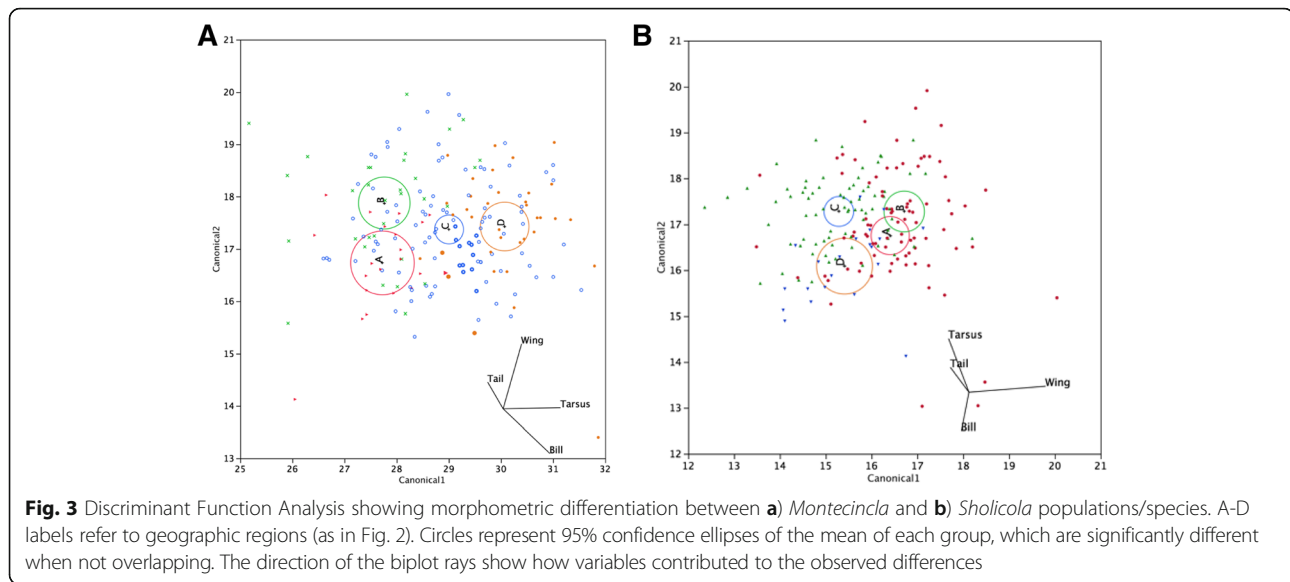 A
B
21
20
19
18
17
16
15
14
13
Canonical2
25
26
27
28
29
30
31
32
Canonical1
B
A
C
D
Wing
Tail
Tarsus
Bill
21
20
19
18
17
16
15
14
13
12
Canonical2
12
13
14
15
16
17
18
19
20
21
Canonical1
C
B
A
D
Tarsus
Tail
Wing
Bill
Fig. 3 Discriminant Function Analysis showing morphometric differentiation between a) Montecincla and b) Sholicola populations/species. A-D
labels refer to geographic regions (as in Fig. 2). Circles represent 95% confidence ellipses of the mean of each group, which are significantly different
when not overlapping. The direction of the biplot rays show how variables contributed to the observed differences